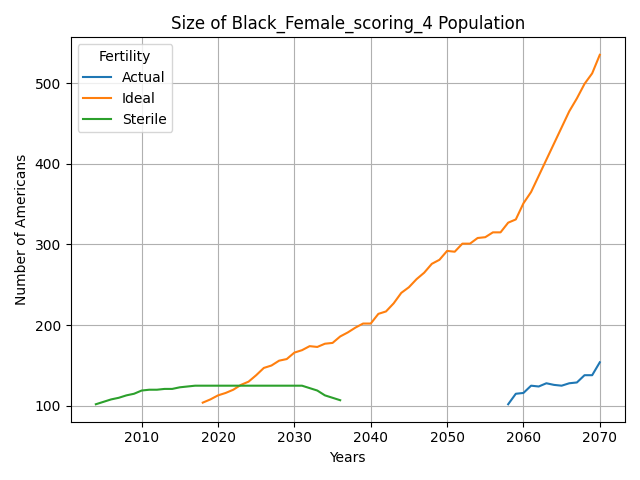 Size of Black_Female_scoring_4 Population
Fertility
Actual
Ideal
Sterile
Number of Americans
500
400
300
200
100
2010 2020 2030 2040 2050 2060 2070
Years